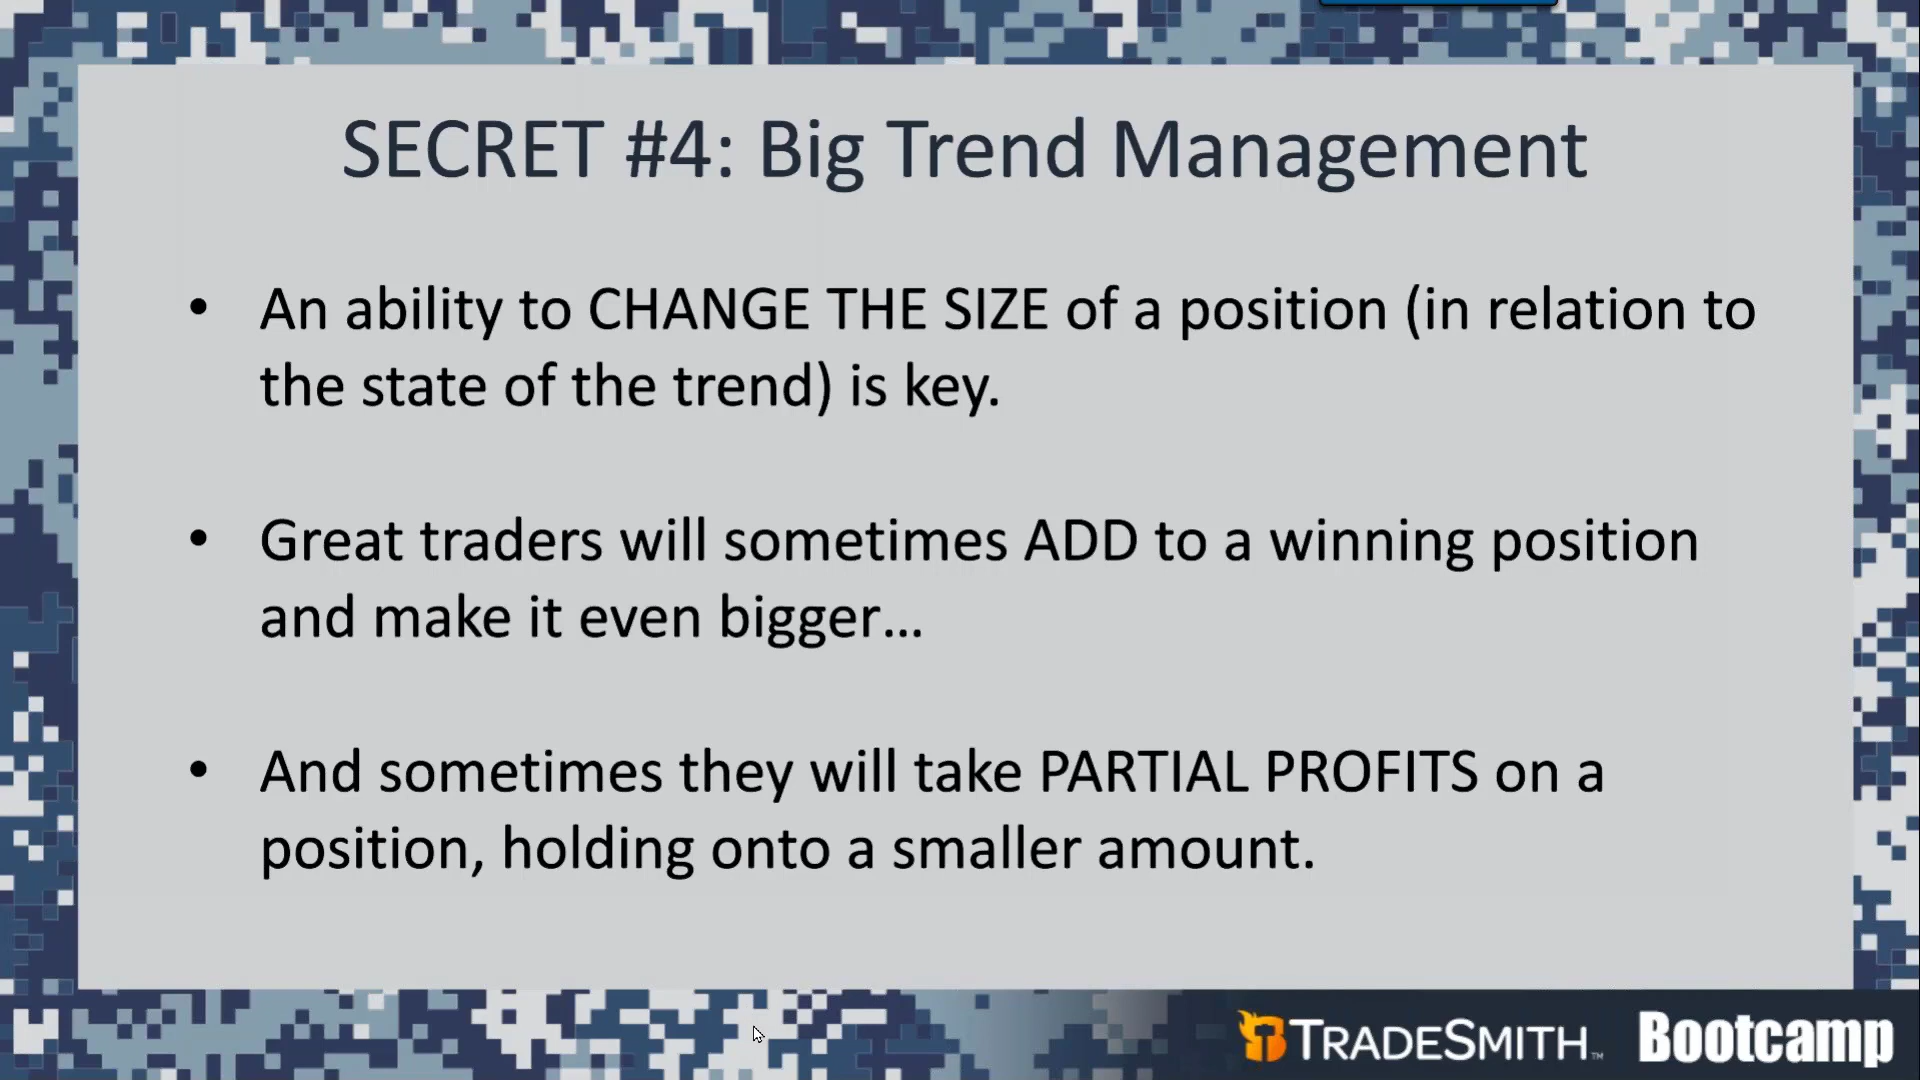 SECRET #4: Big Trend Management
• An ability to CHANGE THE SIZE of a position (in relation to
the state of the trend) is key.
• Great traders will sometimes ADD to a winning position
and make it even bigger...
• And sometimes they will take PARTIAL PROFITS on a
position, holding onto a smaller amount.
TRADESMITH™ Bootcamp